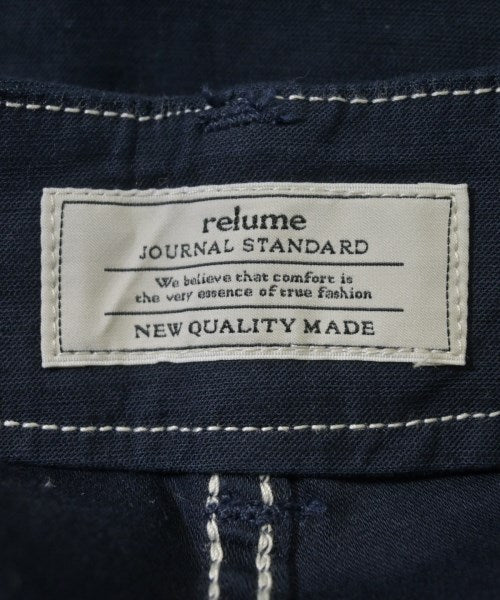 relume
JOURNAL STANDARD
We believe that comfort is
the very essence of true fashion
NEW QUALITY MADE